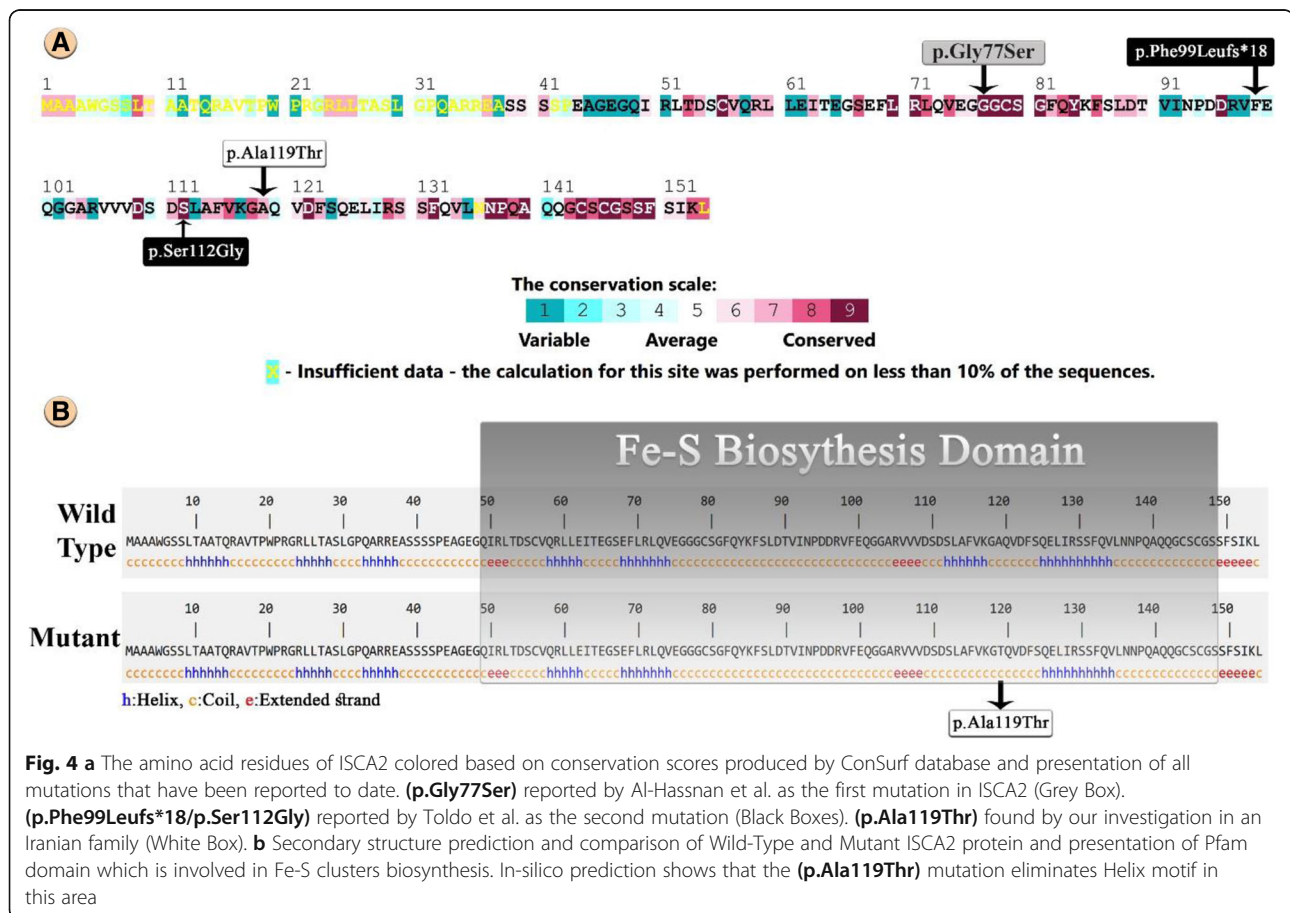 A
p.Gly77Ser
p.Phe99Leufs*18
1 11 21 31 41 51 61 71 81 91
MAAAWGSSLT AATQRAVTPW PRGRLLTASL GPQARREASS SSPEAGEGQI RLTDSCVQRL LEITEGSEFL RLQVEGGGCS GFQYKFSLDT VINPDDRVFE
p.Ala119Thr
101 111 121 131 141 151
QGGARVVVDS DSLAFVKGAQ VDFSQELIRS SFQVLNNPQA QQGCSCGSSF SIKL
p.Ser112Gly
The conservation scale:
1 2 3 4 5 6 7 8 9
Variable Average Conserved
X - Insufficient data - the calculation for this site was performed on less than 10% of the sequences.
B
Fe-S Biosythesis Domain
Wild Type
10 20 30 40 50 60 70 80 90 100 110 120 130 140 150
MAAAWGSSLTAATQRAVTPWPRGRLLTASLGPQARREASSSSPEAGEGQIRLTDSCVQRLLEITEGSEFLRLQVEGGGCSGFQYKFSLDTVINPDDRVFEQGGARVVVDSDSLAFVKGAQVDFSQELIRSSFQVLNNPQAQQGCSCGSSFSIKL
Mutant
10 20 30 40 50 60 70 80 90 100 110 120 130 140 150
MAAAWGSSLTAATQRAVTPWPRGRLLTASLGPQARREASSSSPEAGEGQIRLTDSCVQRLLEITEGSEFLRLQVEGGGCSGFQYKFSLDTVINPDDRVFEQGGARVVVDSDSLAFVKGTQVDFSQELIRSSFQVLNNPQAQQGCSCGSSFSIKL
h:Helix, c:Coil, e:Extended strand
p.Ala119Thr
Fig. 4 a The amino acid residues of ISCA2 colored based on conservation scores produced by ConSurf database and presentation of all
mutations that have been reported to date. (p.Gly77Ser) reported by Al-Hassnan et al. as the first mutation in ISCA2 (Grey Box).
(p.Phe99Leufs*18/p.Ser112Gly) reported by Toldo et al. as the second mutation (Black Boxes). (p.Ala119Thr) found by our investigation in an
Iranian family (White Box). b Secondary structure prediction and comparison of Wild-Type and Mutant ISCA2 protein and presentation of Pfam
domain which is involved in Fe-S clusters biosynthesis. In-silico prediction shows that the (p.Ala119Thr) mutation eliminates Helix motif in
this area